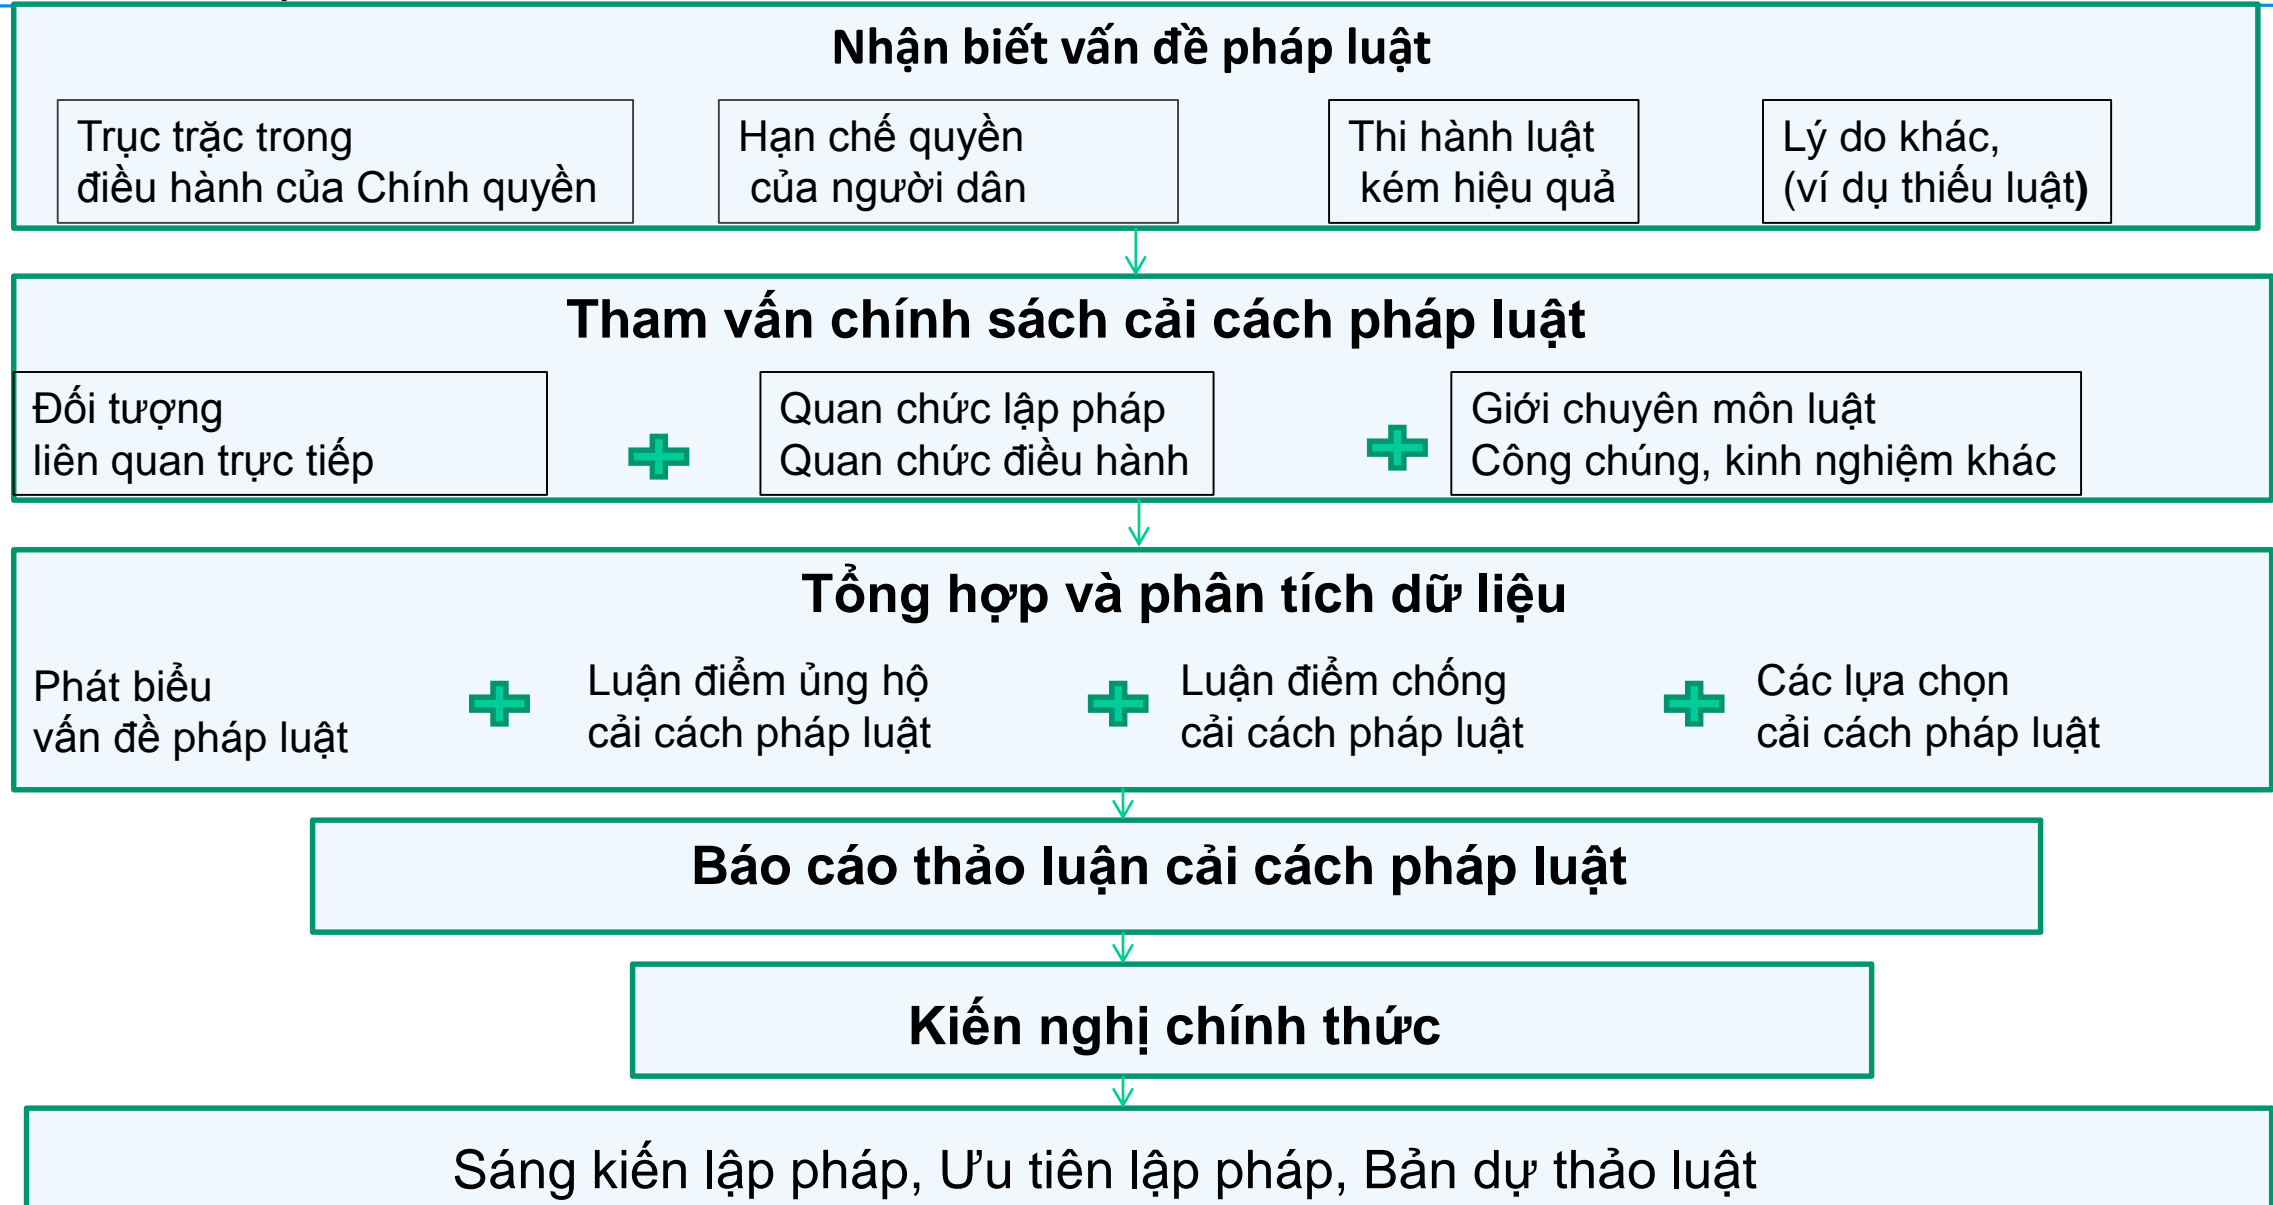 Nhận biết vấn đề pháp luật
Trục trặc trong
điều hành của Chính quyền
Hạn chế quyền
của người dân
Thi hành luật
kém hiệu quả
Lý do khác,
(ví dụ thiếu luật)
Tham vấn chính sách cải cách pháp luật
Đối tượng
liên quan trực tiếp
Quan chức lập pháp
Quan chức điều hành
Giới chuyên môn luật
Công chúng, kinh nghiệm khác
Tổng hợp và phân tích dữ liệu
Phát biểu
vấn đề pháp luật
Luận điểm ủng hộ
cải cách pháp luật
Luận điểm chống
cải cách pháp luật
Các lựa chọn
cải cách pháp luật
Báo cáo thảo luận cải cách pháp luật
Kiến nghị chính thức
Sáng kiến lập pháp, Ưu tiên lập pháp, Bản dự thảo luật